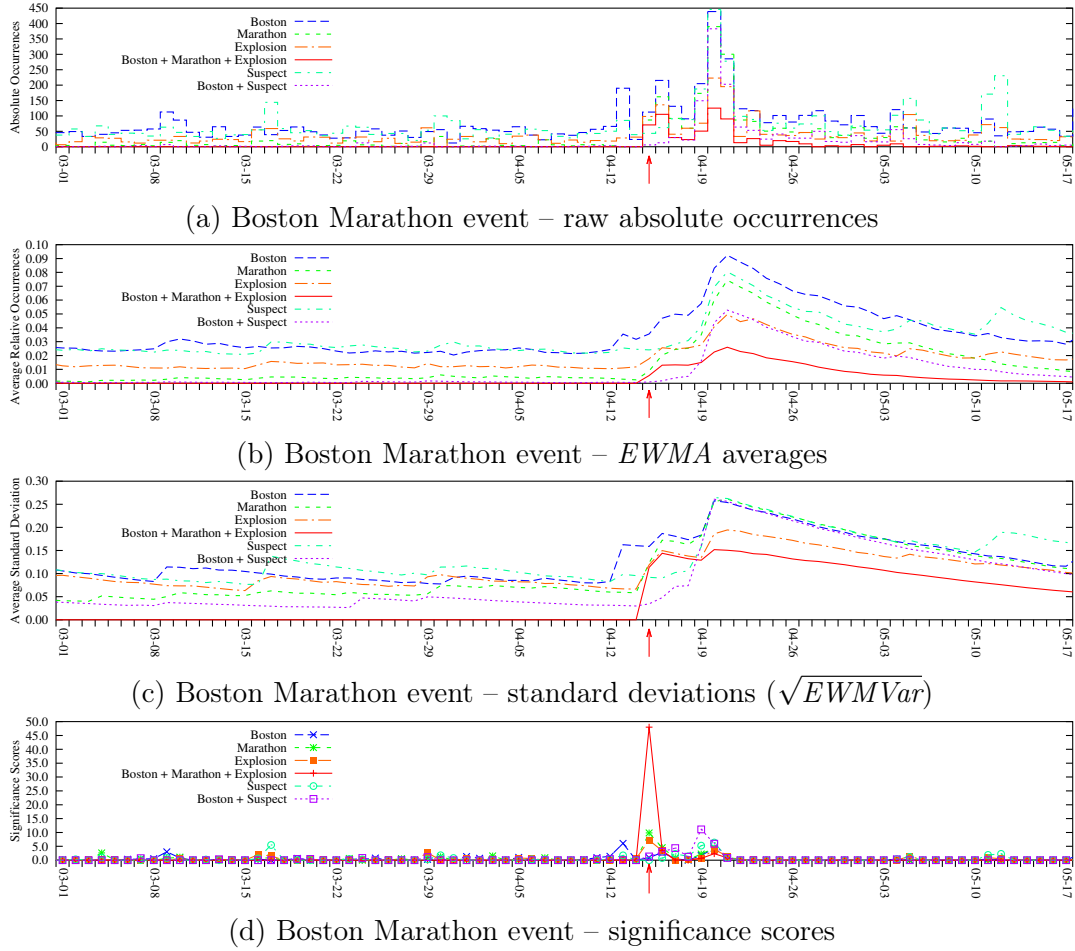 450
400
350
300
250
200
150
100
50
0
Absolute Occurrences
Boston
Marathon
Explosion
Boston + Marathon + Explosion
Suspect
Boston + Suspect
03-01
03-08
03-15
03-22
03-29
04-05
04-12
04-19
04-26
05-03
05-10
05-17
(a) Boston Marathon event – raw absolute occurrences
0.10
0.09
0.08
0.07
0.06
0.05
0.04
0.03
0.02
0.01
0.00
Average Relative Occurrences
Boston
Marathon
Explosion
Boston + Marathon + Explosion
Suspect
Boston + Suspect
03-01
03-08
03-15
03-22
03-29
04-05
04-12
04-19
04-26
05-03
05-10
05-17
(b) Boston Marathon event – EWMA averages
0.30
0.25
0.20
0.15
0.10
0.05
0.00
Average Standard Deviation
Boston
Marathon
Explosion
Boston + Marathon + Explosion
Suspect
Boston + Suspect
03-01
03-08
03-15
03-22
03-29
04-05
04-12
04-19
04-26
05-03
05-10
05-17
(c) Boston Marathon event – standard deviations (√EWMVar)
50.0
45.0
40.0
35.0
30.0
25.0
20.0
15.0
10.0
5.0
0.0
Significance Scores
Boston
Marathon
Explosion
Boston + Marathon + Explosion
Suspect
Boston + Suspect
03-01
03-08
03-15
03-22
03-29
04-05
04-12
04-19
04-26
05-03
05-10
05-17
(d) Boston Marathon event – significance scores